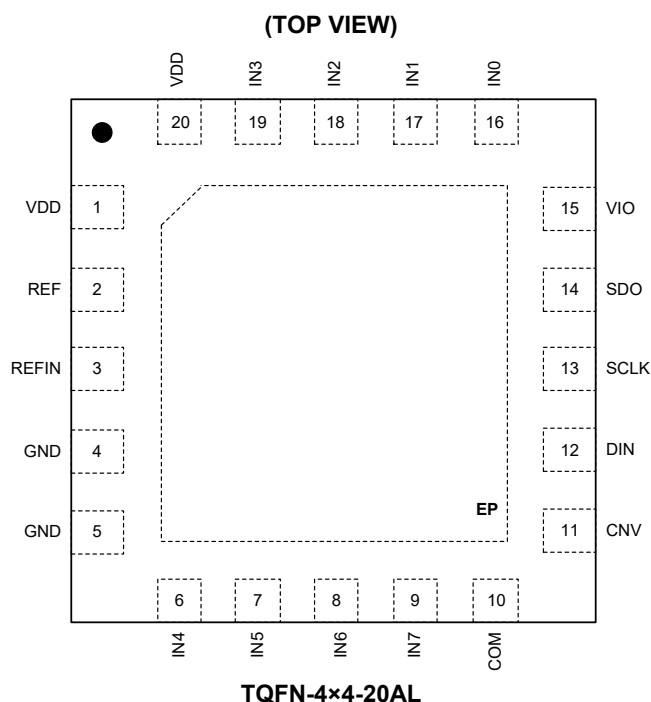 (TOP VIEW)
VDD IN3 IN2 IN1 IN0
20 19 18 17 16
VDD 1 15 VIO
REF 2 14 SDO
REFIN 3 13 SCLK
GND 4 12 DIN
EP
GND 5 11 CNV
6 7 8 9 10
IN4 IN5 IN6 IN7 COM
TQFN-4×4-20AL